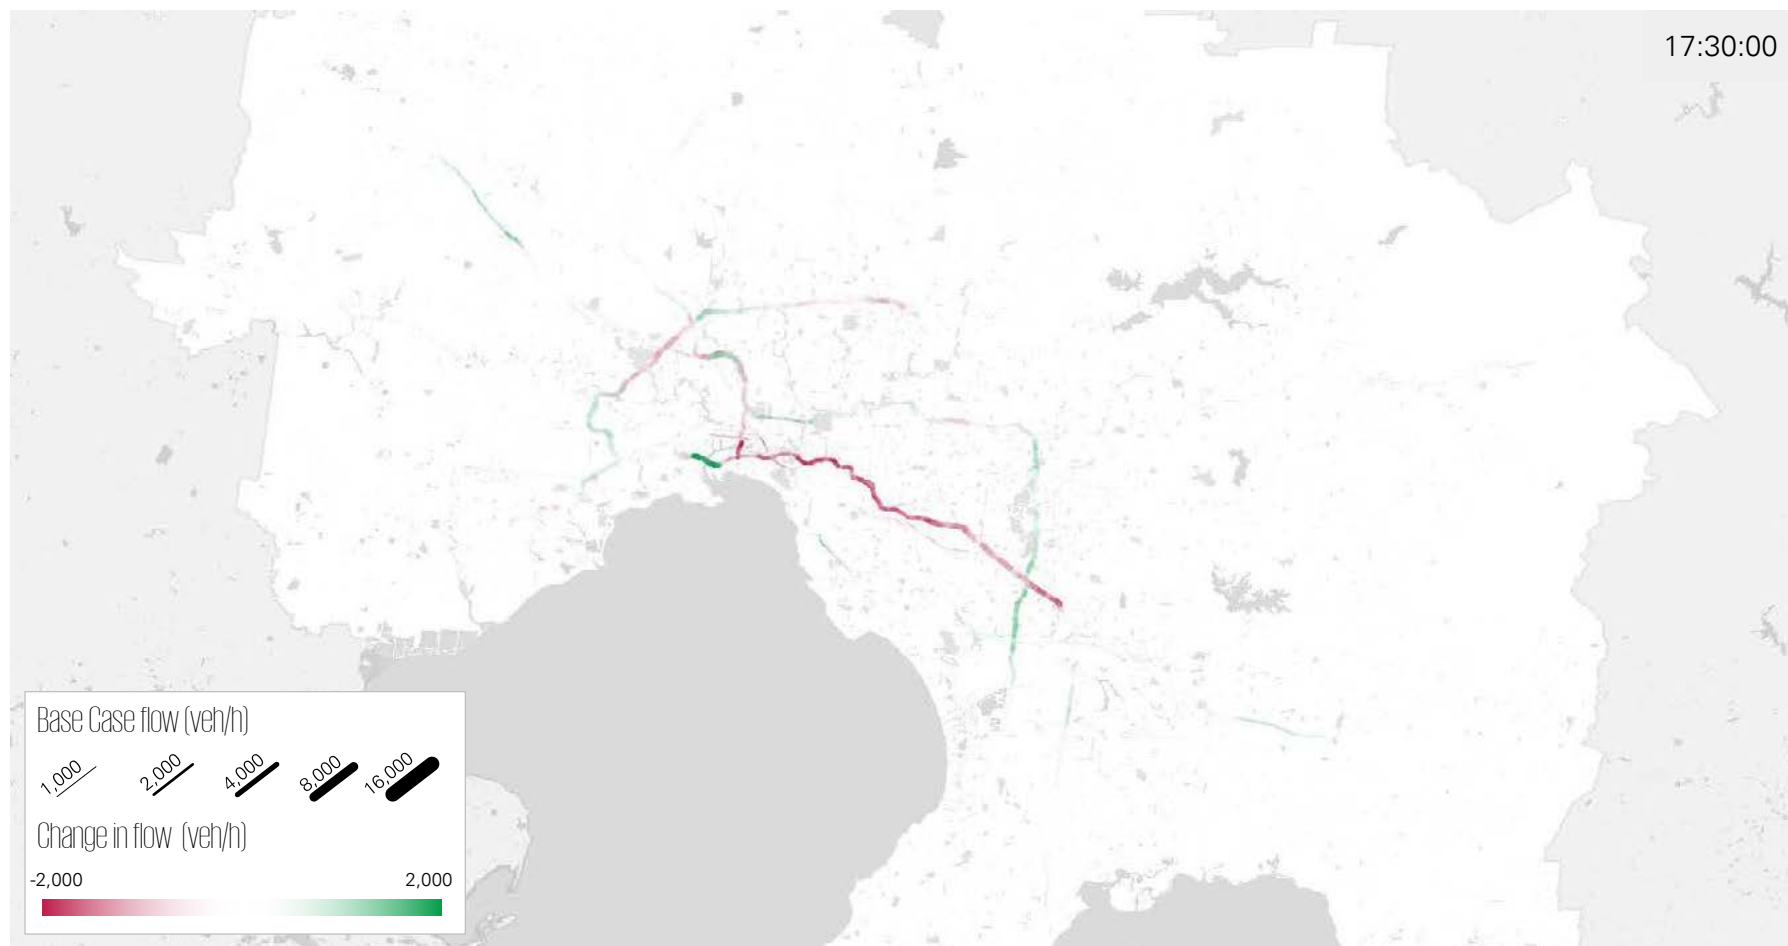 17:30:00
Base Case flow (veh/h)
1,000 2,000 4,000 8,000 16,000
Change in flow (veh/h)
-2,000 2,000